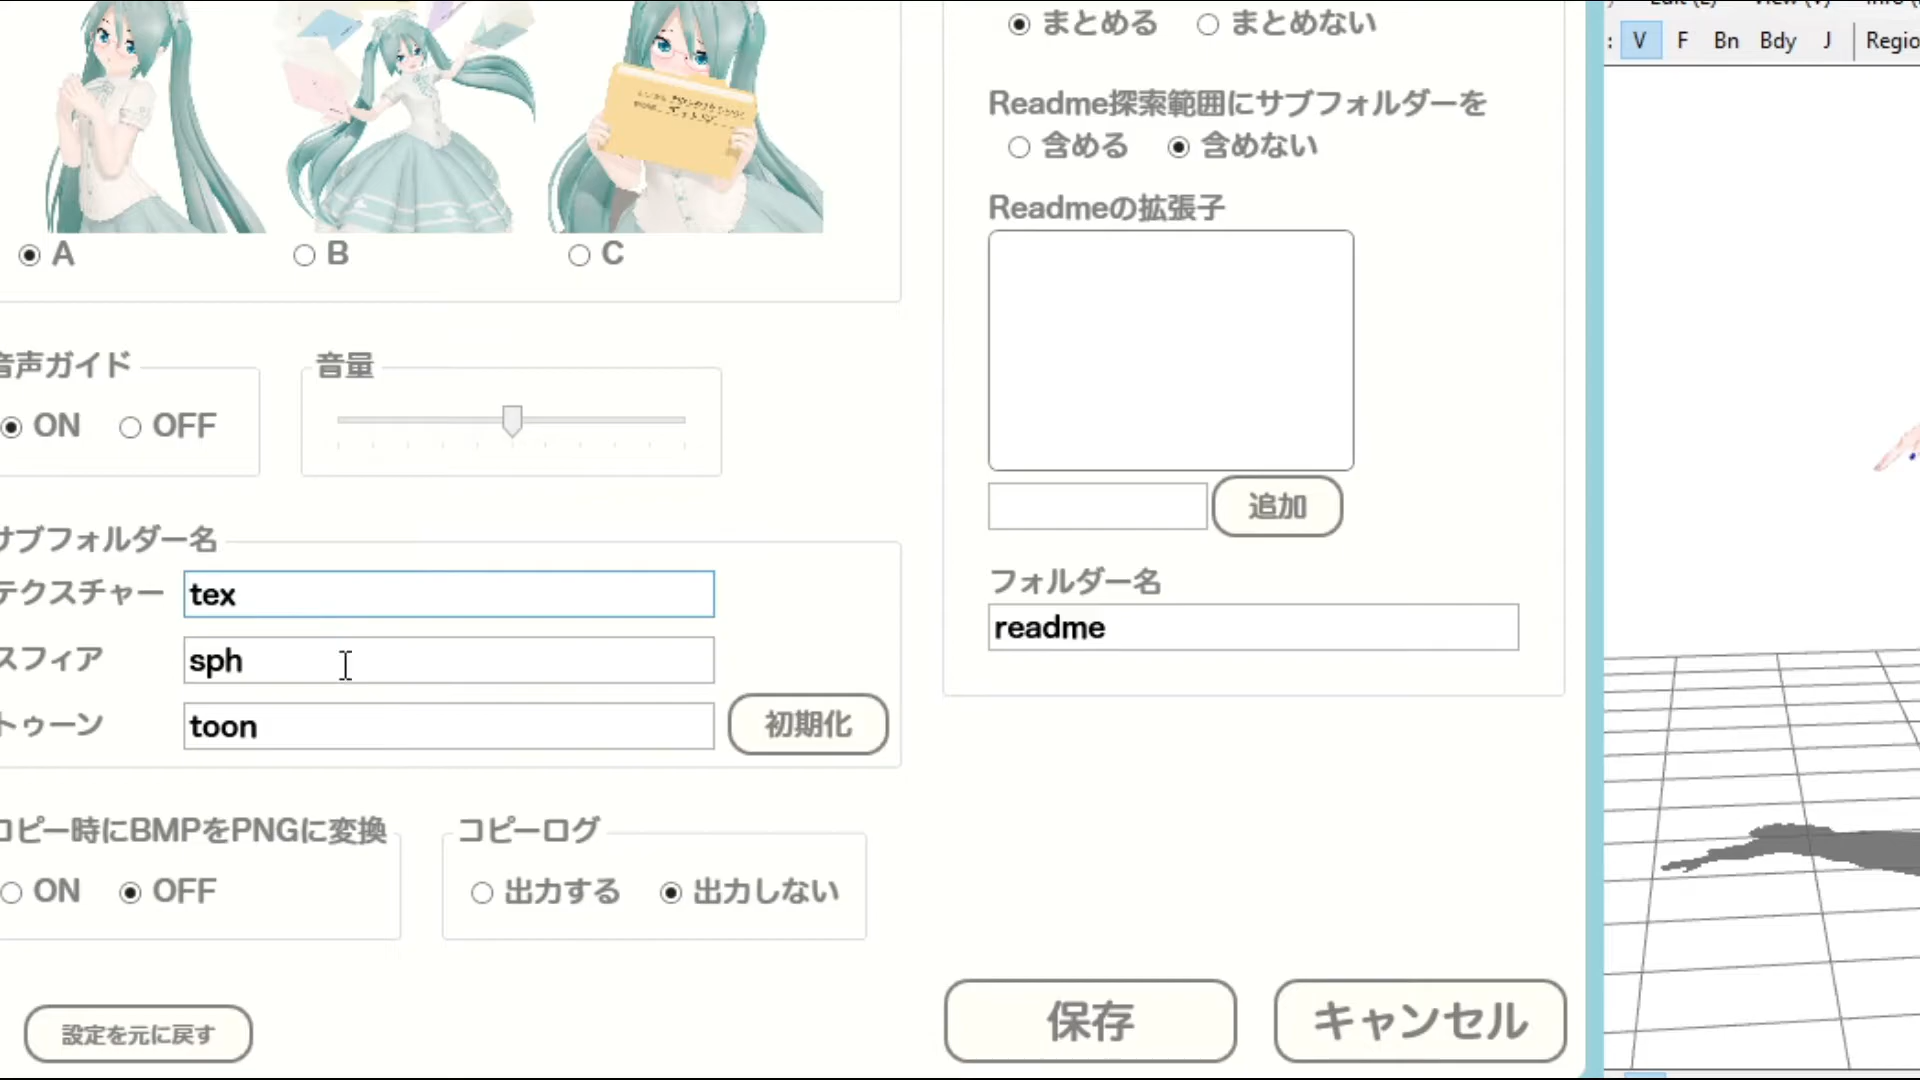 A
B
C
音声ガイド
ON
OFF
音量
サブフォルダー名
テクスチャー
tex
スフィア
sph
トゥーン
toon
初期化
コピー時にBMPをPNGに変換
ON
OFF
コピーログ
出力する
出力しない
設定を元に戻す
まとめる
まとめない
Readme探索範囲にサブフォルダーを
含める
含めない
Readmeの拡張子
追加
フォルダー名
readme
保存
キャンセル
: V F Bn Bdy J Regio